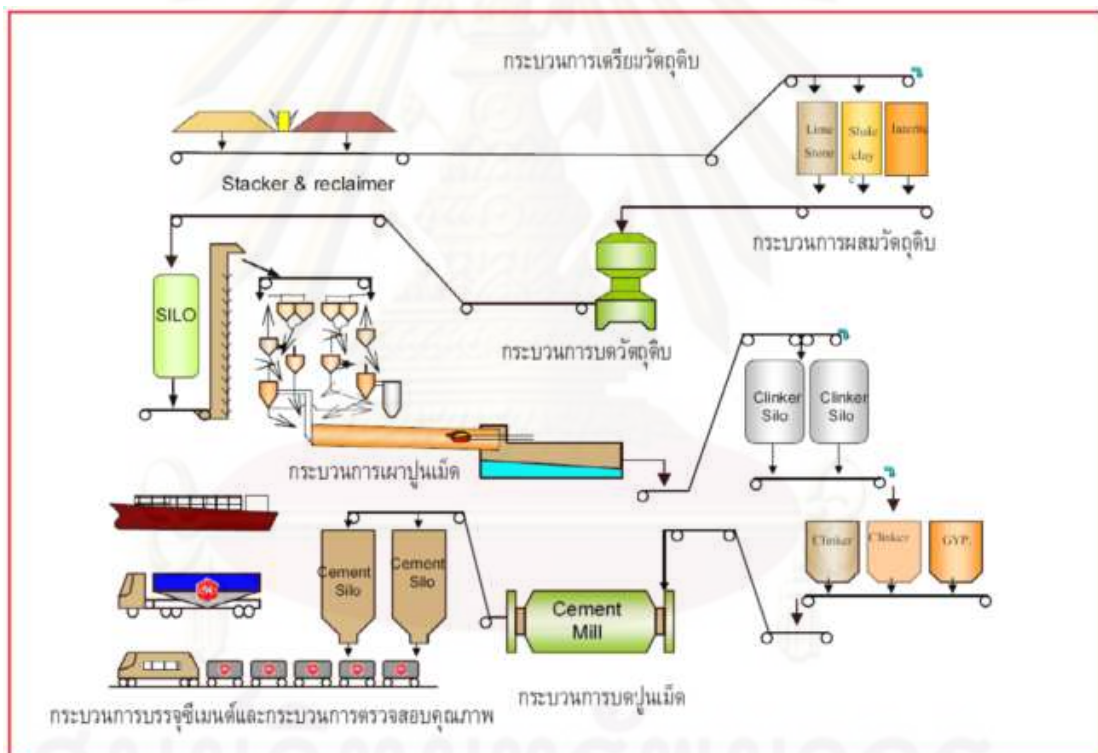 กระบวนการเตรียมวัตถุดิบ
Lime
Stone
Shale
clay
Stacker & reclaimer
กระบวนการผสมวัตถุดิบ
SILO
กระบวนการบดวัตถุดิบ
Clinker
Silo
Clinker
Silo
กระบวนการเผาปูนเม็ด
Clinker
Clinker
GYP.
Cement
Silo
Cement
Silo
Cement
Mill
กระบวนการบดปูนเม็ด
กระบวนการบรรจุซีเมนต์และกระบวนการตรวจสอบคุณภาพ